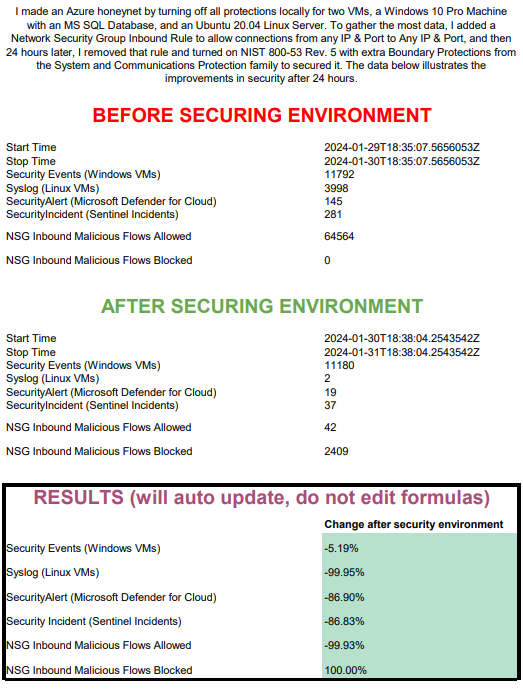 I made an Azure honeynet by turning off all protections locally for two VMs, a Windows 10 Pro Machine
with an MS SQL Database, and an Ubuntu 20.04 Linux Server. To gather the most data, I added a
Network Security Group Inbound Rule to allow connections from any IP & Port to Any IP & Port, and then
24 hours later, I removed that rule and turned on NIST 800-53 Rev. 5 with extra Boundary Protections from
the System and Communications Protection family to secured it. The data below illustrates the
improvements in security after 24 hours.
BEFORE SECURING ENVIRONMENT
Start Time 2024-01-29T18:35:07.5656053Z
Stop Time 2024-01-30T18:35:07.5656053Z
Security Events (Windows VMs) 11792
Syslog (Linux VMs) 3998
SecurityAlert (Microsoft Defender for Cloud) 145
SecurityIncident (Sentinel Incidents) 281
NSG Inbound Malicious Flows Allowed 64564
NSG Inbound Malicious Flows Blocked 0
AFTER SECURING ENVIRONMENT
Start Time 2024-01-30T18:38:04.2543542Z
Stop Time 2024-01-31T18:38:04.2543542Z
Security Events (Windows VMs) 11180
Syslog (Linux VMs) 2
SecurityAlert (Microsoft Defender for Cloud) 19
SecurityIncident (Sentinel Incidents) 37
NSG Inbound Malicious Flows Allowed 42
NSG Inbound Malicious Flows Blocked 2409
RESULTS (will auto update, do not edit formulas)
Change after security environment
Security Events (Windows VMs) -5.19%
Syslog (Linux VMs) -99.95%
SecurityAlert (Microsoft Defender for Cloud) -86.90%
Security Incident (Sentinel Incidents) -86.83%
NSG Inbound Malicious Flows Allowed -99.93%
NSG Inbound Malicious Flows Blocked 100.00%